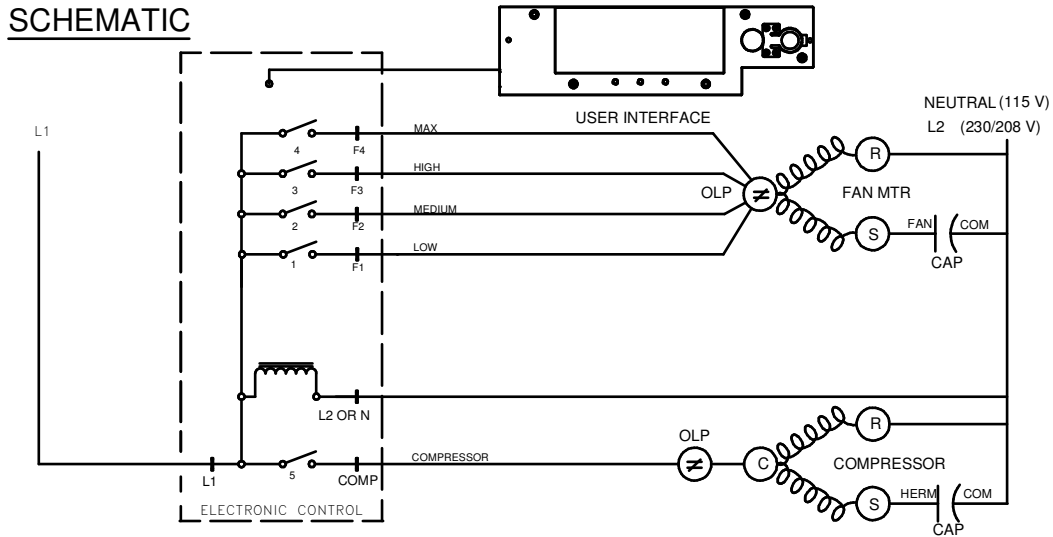 SCHEMATIC
USER INTERFACE
NEUTRAL (115 V)
L2 (230/208 V)
L1
4
F4
MAX
3
F3
HIGH
2
F2
MEDIUM
1
F1
LOW
OLP
R
FAN MTR
S
FAN
COM
CAP
L2 OR N
L1
5
COMP
COMPRESSOR
OLP
C
R
COMPRESSOR
S
HERM
COM
CAP
ELECTRONIC CONTROL